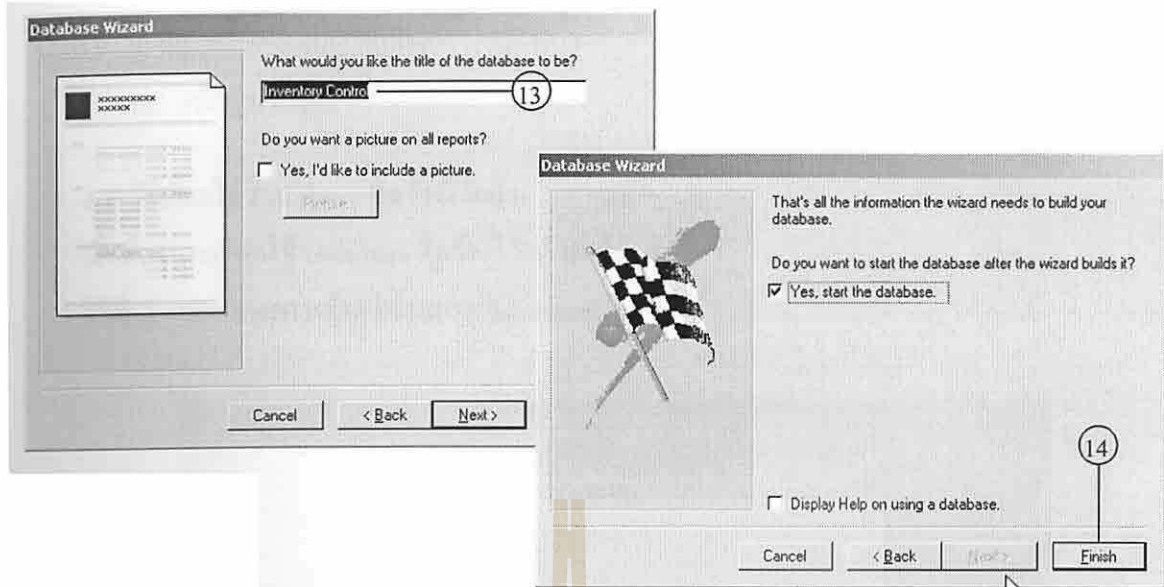 Database Wizard
XXXXXXXXX
XXXXX
What would you like the title of the database to be?
Inventory Control
13
Do you want a picture on all reports?
Yes, I'd like to include a picture.
Picture...
Cancel
< Back
Next >
Database Wizard
That's all the information the wizard needs to build your
database.
Do you want to start the database after the wizard builds it?
Yes, start the database.
14
Display Help on using a database.
Cancel
< Back
Next >
Finish